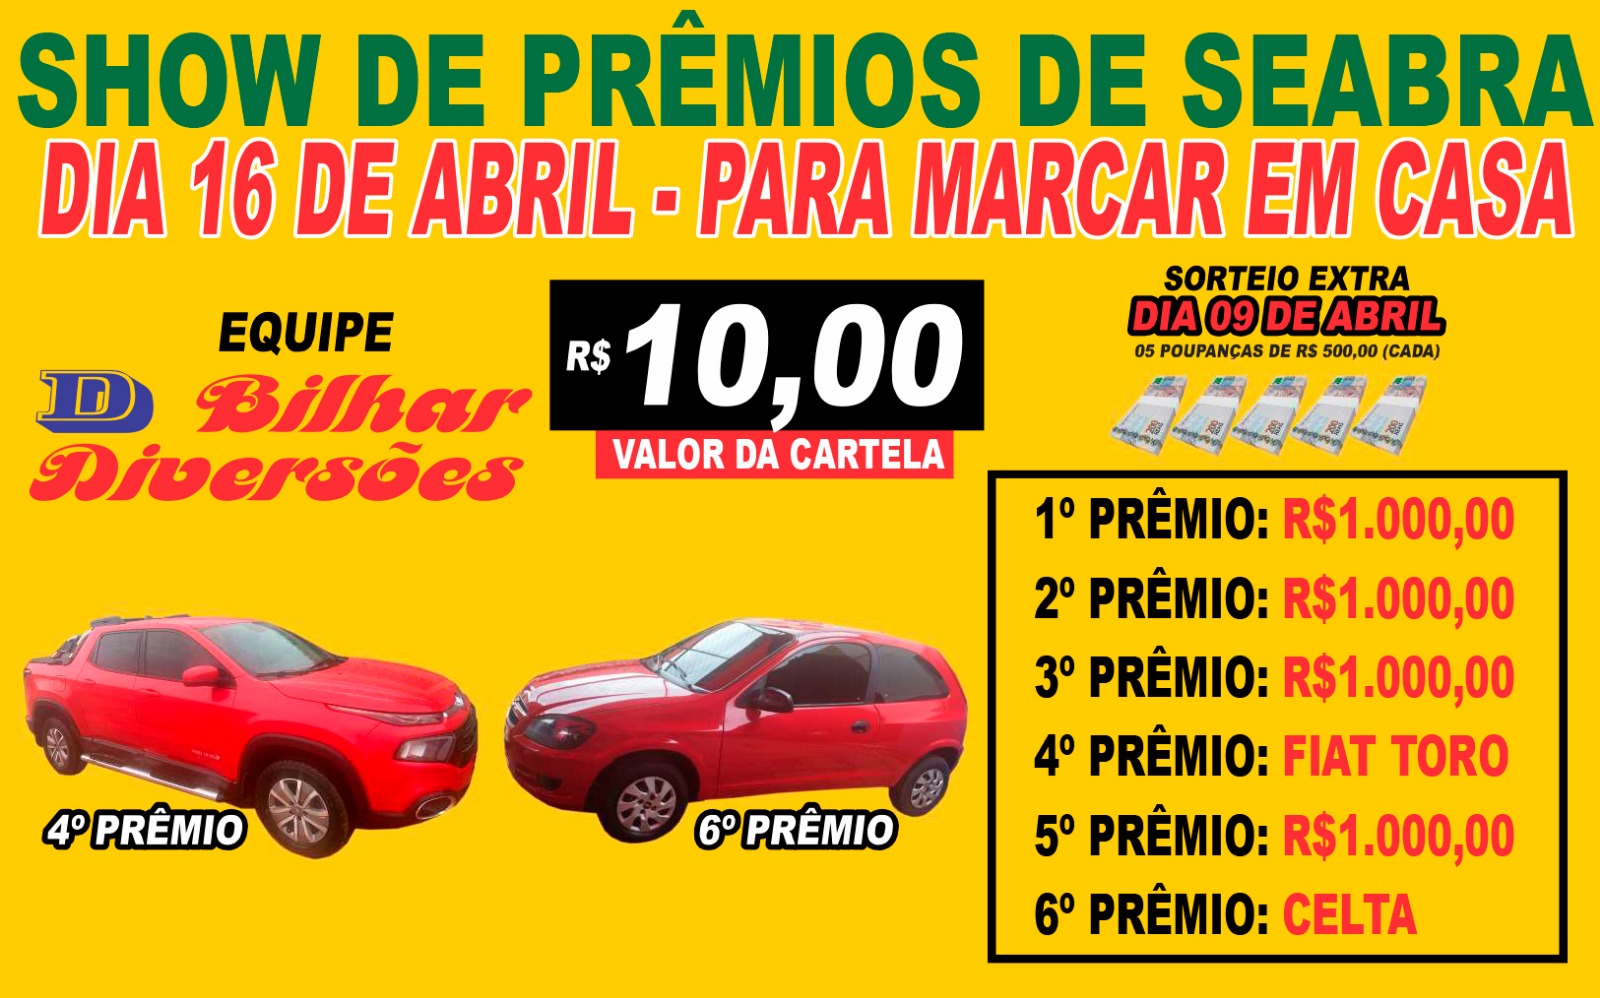 SHOW DE PRÊMIOS DE SEABRA
DIA 16 DE ABRIL - PARA MARCAR EM CASA
EQUIPE
D Bilhar
Diversões
R$ 10,00
VALOR DA CARTELA
SORTEIO EXTRA
DIA 09 DE ABRIL
05 POUPANÇAS DE R$ 500,00 (CADA)
1º PRÊMIO: R$1.000,00
2º PRÊMIO: R$1.000,00
3º PRÊMIO: R$1.000,00
4º PRÊMIO: FIAT TORO
5º PRÊMIO: R$1.000,00
6º PRÊMIO: CELTA
4º PRÊMIO
6º PRÊMIO